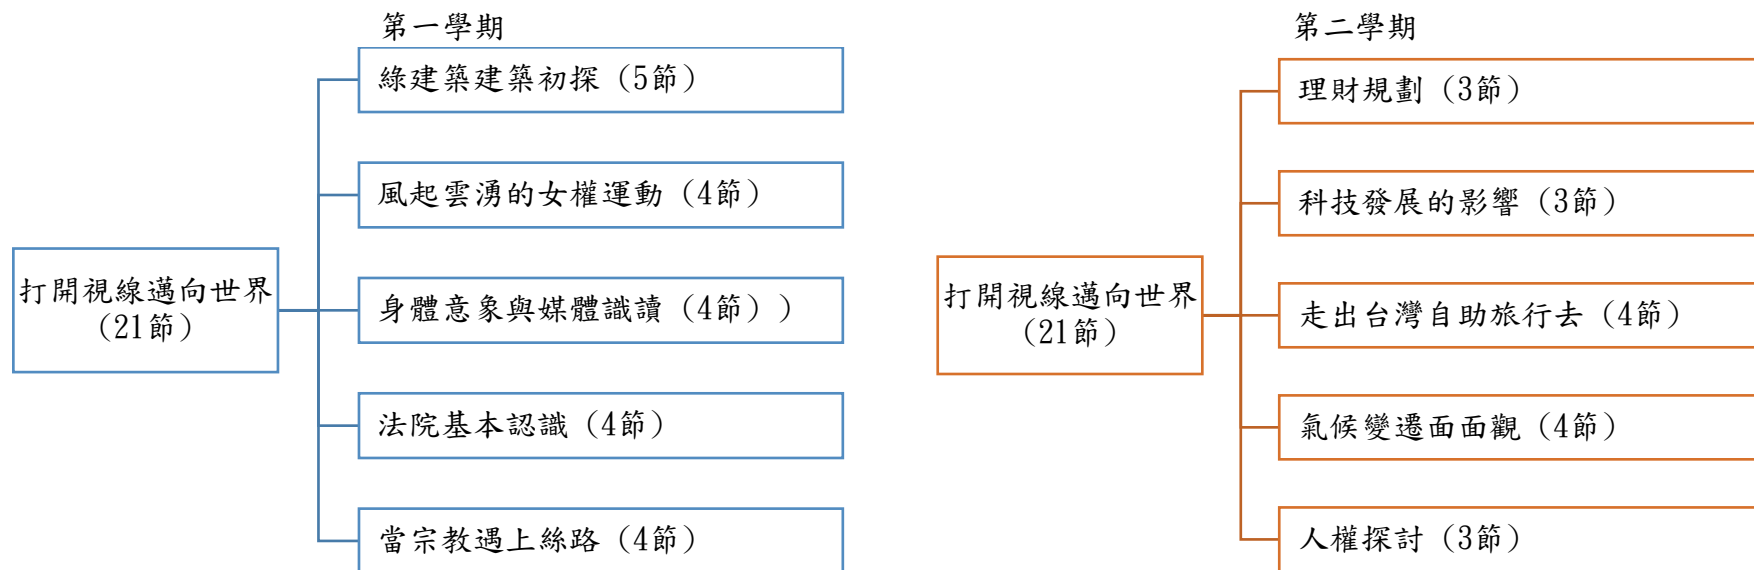 第一學期
綠建築建築初探（5節）
風起雲湧的女權運動（4節）
打開視線邁向世界
（21節）
身體意象與媒體識讀（4節））
法院基本認識（4節）
當宗教遇上絲路（4節）
第二學期
理財規劃（3節）
科技發展的影響（3節）
打開視線邁向世界
（21節）
走出台灣自助旅行去（4節）
氣候變遷面面觀（4節）
人權探討（3節）